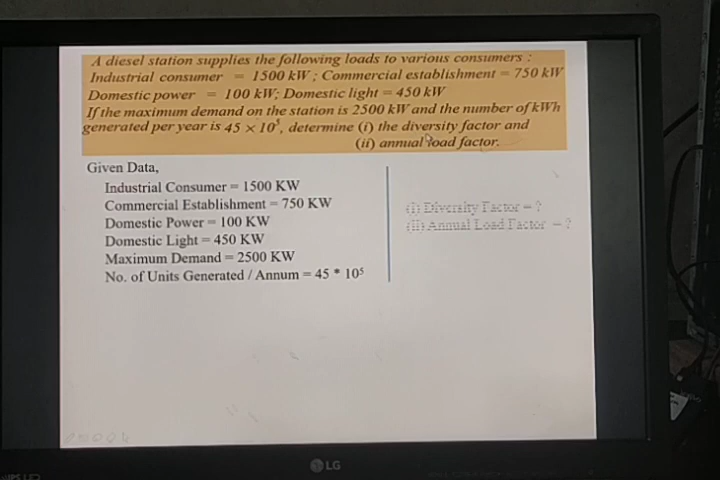 A diesel station supplies the following loads to various consumers :
Industrial consumer = 1500 kW ; Commercial establishment = 750 kW
Domestic power = 100 kW; Domestic light = 450 kW
If the maximum demand on the station is 2500 kW and the number of kWh
generated per year is 45 × 10⁵, determine (i) the diversity factor and
(ii) annual load factor.
Given Data,
Industrial Consumer = 1500 KW
Commercial Establishment = 750 KW
Domestic Power = 100 KW
Domestic Light = 450 KW
Maximum Demand = 2500 KW
No. of Units Generated / Annum = 45 * 10⁵
(i) Diversity Factor = ?
(ii) Annual Load Factor = ?
LG